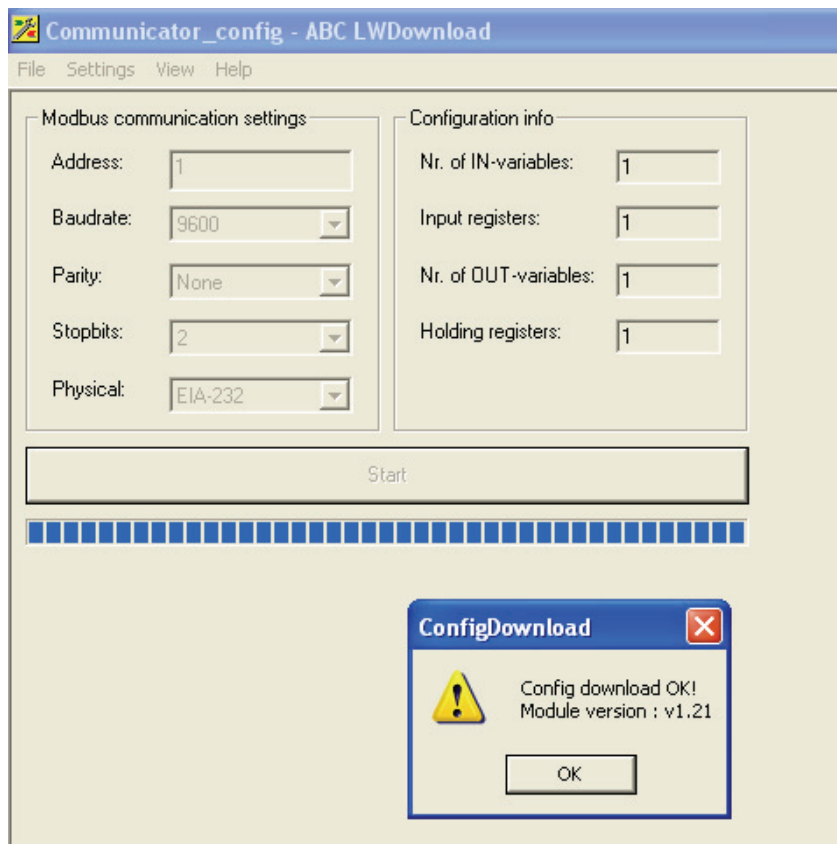 Communicator_config - ABC LWDownload
File Settings View Help
Modbus communication settings
Address: 1
Baudrate: 9600
Parity: None
Stopbits: 2
Physical: EIA-232
Configuration info
Nr. of IN-variables: 1
Input registers: 1
Nr. of OUT-variables: 1
Holding registers: 1
Start
ConfigDownload
Config download OK!
Module version : v1.21
OK